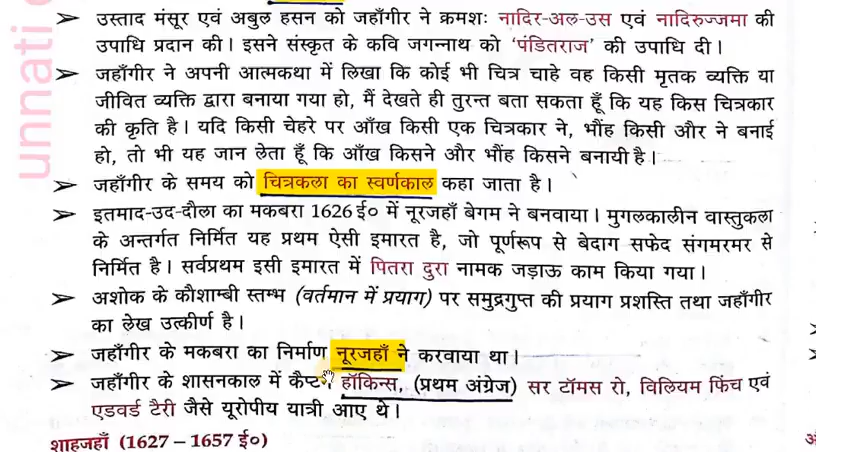 ➢ उस्ताद मंसूर एवं अबुल हसन को जहाँगीर ने क्रमशः नादिर-अल-उस एवं नादिरुज्जमा की
उपाधि प्रदान की। इसने संस्कृत के कवि जगन्नाथ को ‘पंडितराज’ की उपाधि दी।
➢ जहाँगीर ने अपनी आत्मकथा में लिखा कि कोई भी चित्र चाहे वह किसी मृतक व्यक्ति या
जीवित व्यक्ति द्वारा बनाया गया हो, मैं देखते ही तुरन्त बता सकता हूँ कि यह किस चित्रकार
की कृति है। यदि किसी चेहरे पर आँख किसी एक चित्रकार ने, भौंह किसी और ने बनाई
हो, तो भी यह जान लेता हूँ कि आँख किसने और भौंह किसने बनायी है।
➢ जहाँगीर के समय को चित्रकला का स्वर्णकाल कहा जाता है।
➢ इतमाद-उद-दौला का मकबरा 1626 ई० में नूरजहाँ बेगम ने बनवाया। मुगलकालीन वास्तुकला
के अन्तर्गत निर्मित यह प्रथम ऐसी इमारत है, जो पूर्णरूप से बेदाग सफेद संगमरमर से
निर्मित है। सर्वप्रथम इसी इमारत में पितरा दुरा नामक जड़ाऊ काम किया गया।
➢ अशोक के कौशाम्बी स्तम्भ (वर्तमान में प्रयाग) पर समुद्रगुप्त की प्रयाग प्रशस्ति तथा जहाँगीर
का लेख उत्कीर्ण है।
➢ जहाँगीर के मकबरा का निर्माण नूरजहाँ ने करवाया था।
➢ जहाँगीर के शासनकाल में कैप्ट हॉकिन्स, (प्रथम अंग्रेज) सर टॉमस रो, विलियम फिंच एवं
एडवर्ड टैरी जैसे यूरोपीय यात्री आए थे।
शाहजहाँ (1627 – 1657 ई०)
unnati